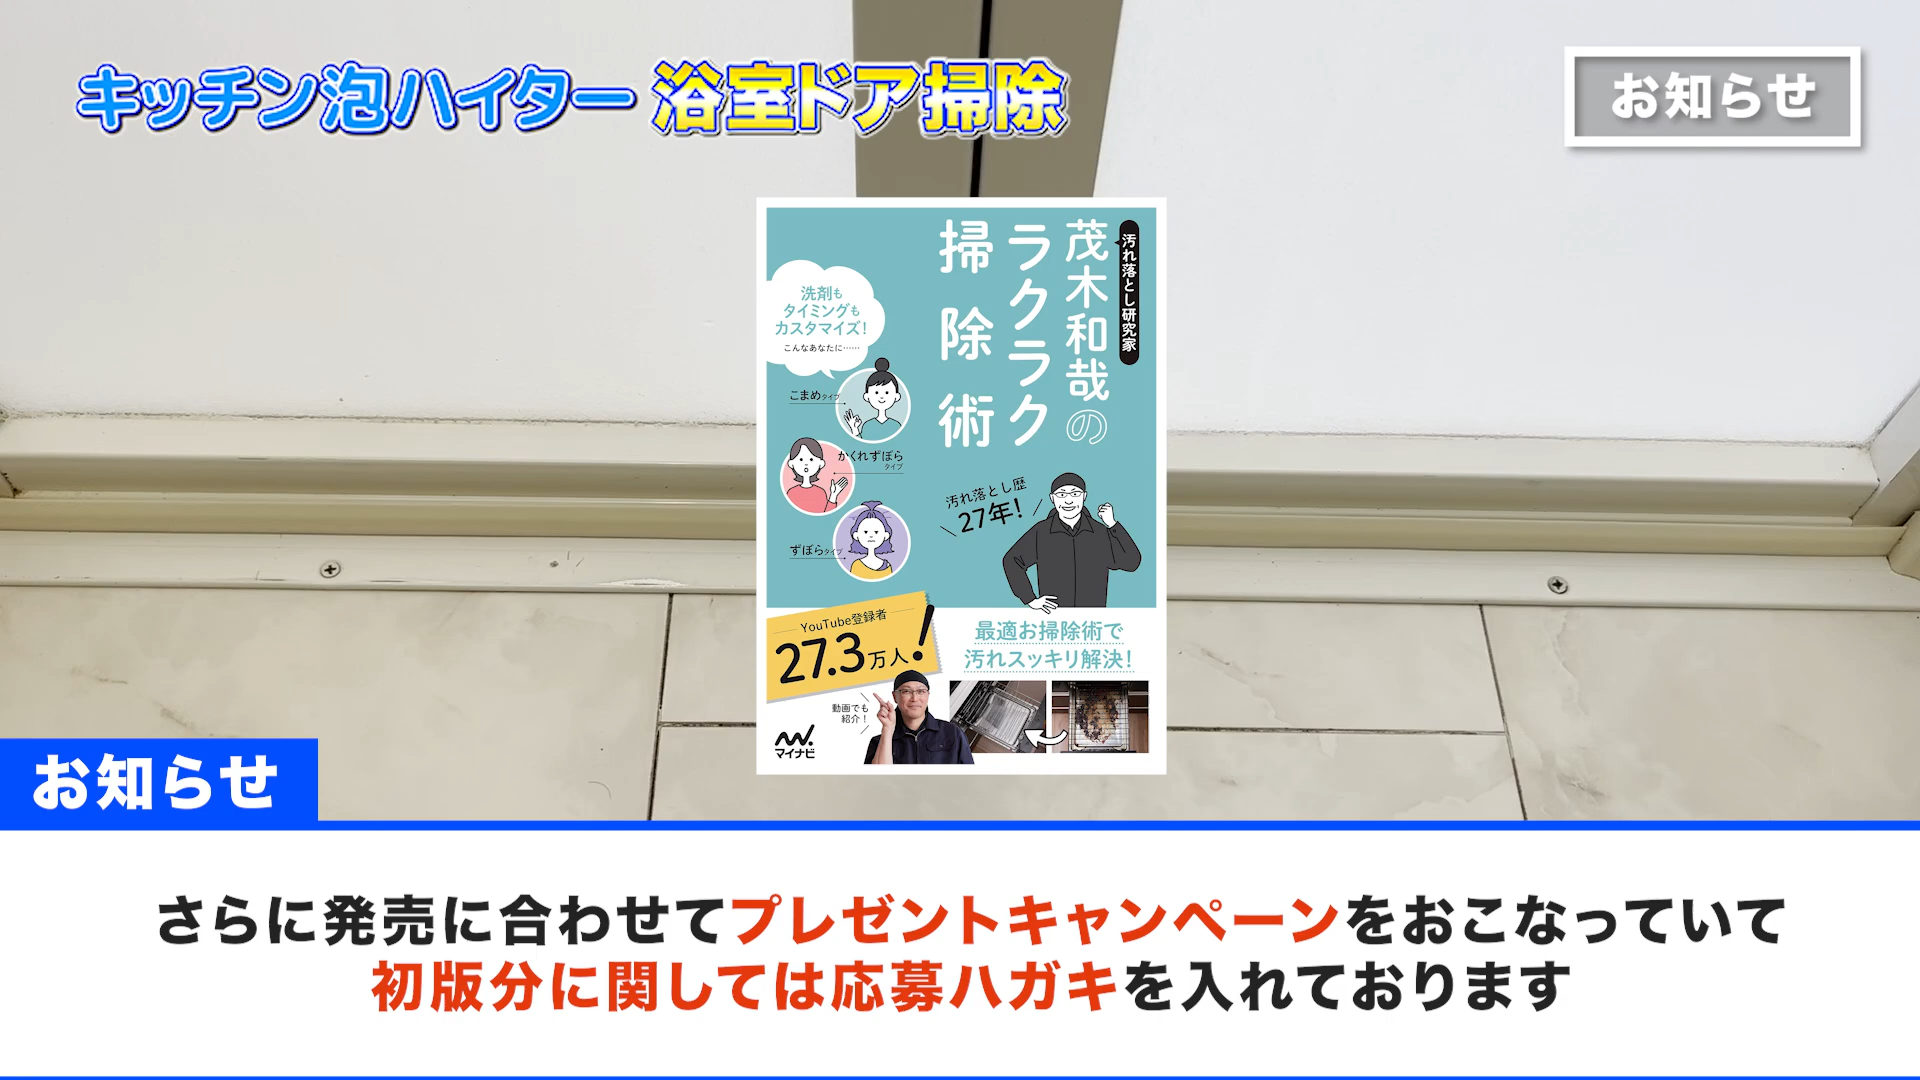 キッチン泡ハイター 浴室ドア掃除
お知らせ
汚れ落とし研究家
茂木和哉の
ラクラク
掃除術
洗剤も
タイミングも
カスタマイズ!
こんなあなたに……
こまめタイプ
かくれずぼら
タイプ
ずぼらタイプ
汚れ落とし歴
27年!
YouTube登録者
27.3万人!
最適お掃除術で
汚れスッキリ解決!
動画でも
紹介!
マイナビ
お知らせ
さらに発売に合わせてプレゼントキャンペーンをおこなっていて
初版分に関しては応募ハガキを入れております